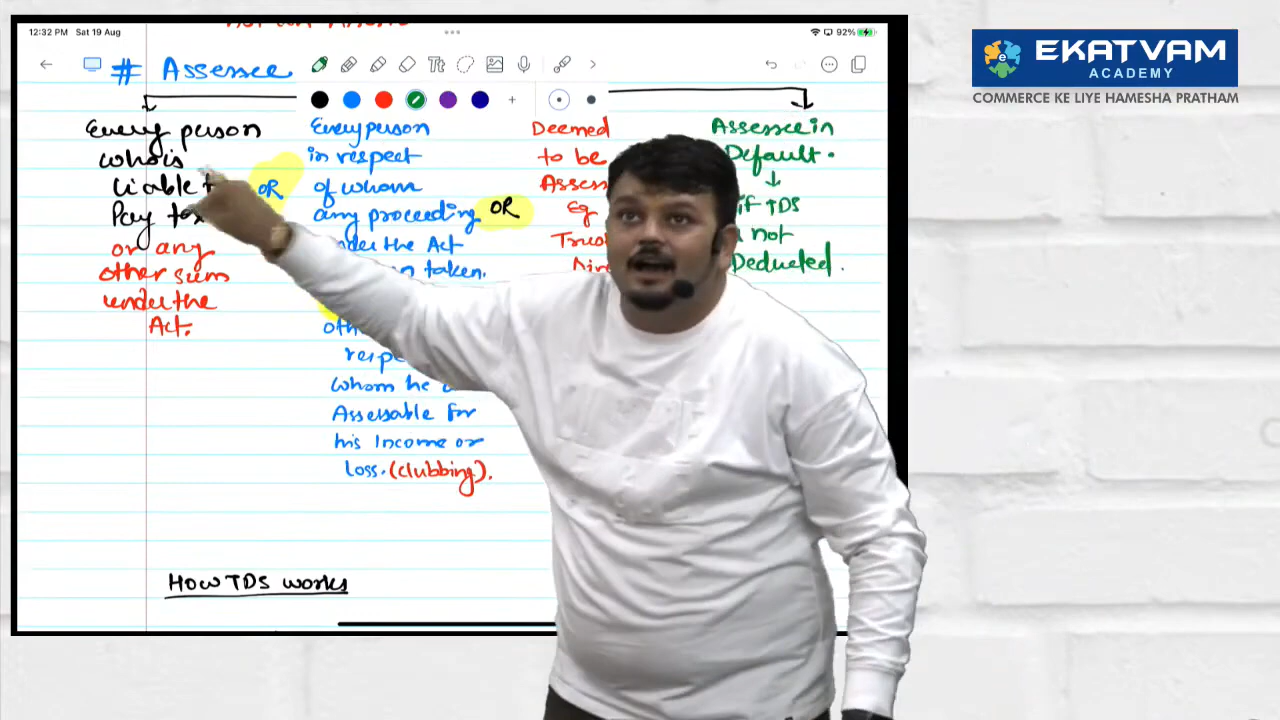 12:32 PM Sat 19 Aug
92%
# Assessee
Every person
who is
liable
Pay tax
or any
other sum
under the
Act.
OR
Every person
in respect
of whom
any proceeding
under the Act
taken.
whom he
Assessable for
his Income or
loss. (clubbing).
OR
Deemed
to be
Eg
Assessee in
Default.
if TDS
not
Deducted.
How TDS works
EKATVAM
ACADEMY
COMMERCE KE LIYE HAMESHA PRATHAM